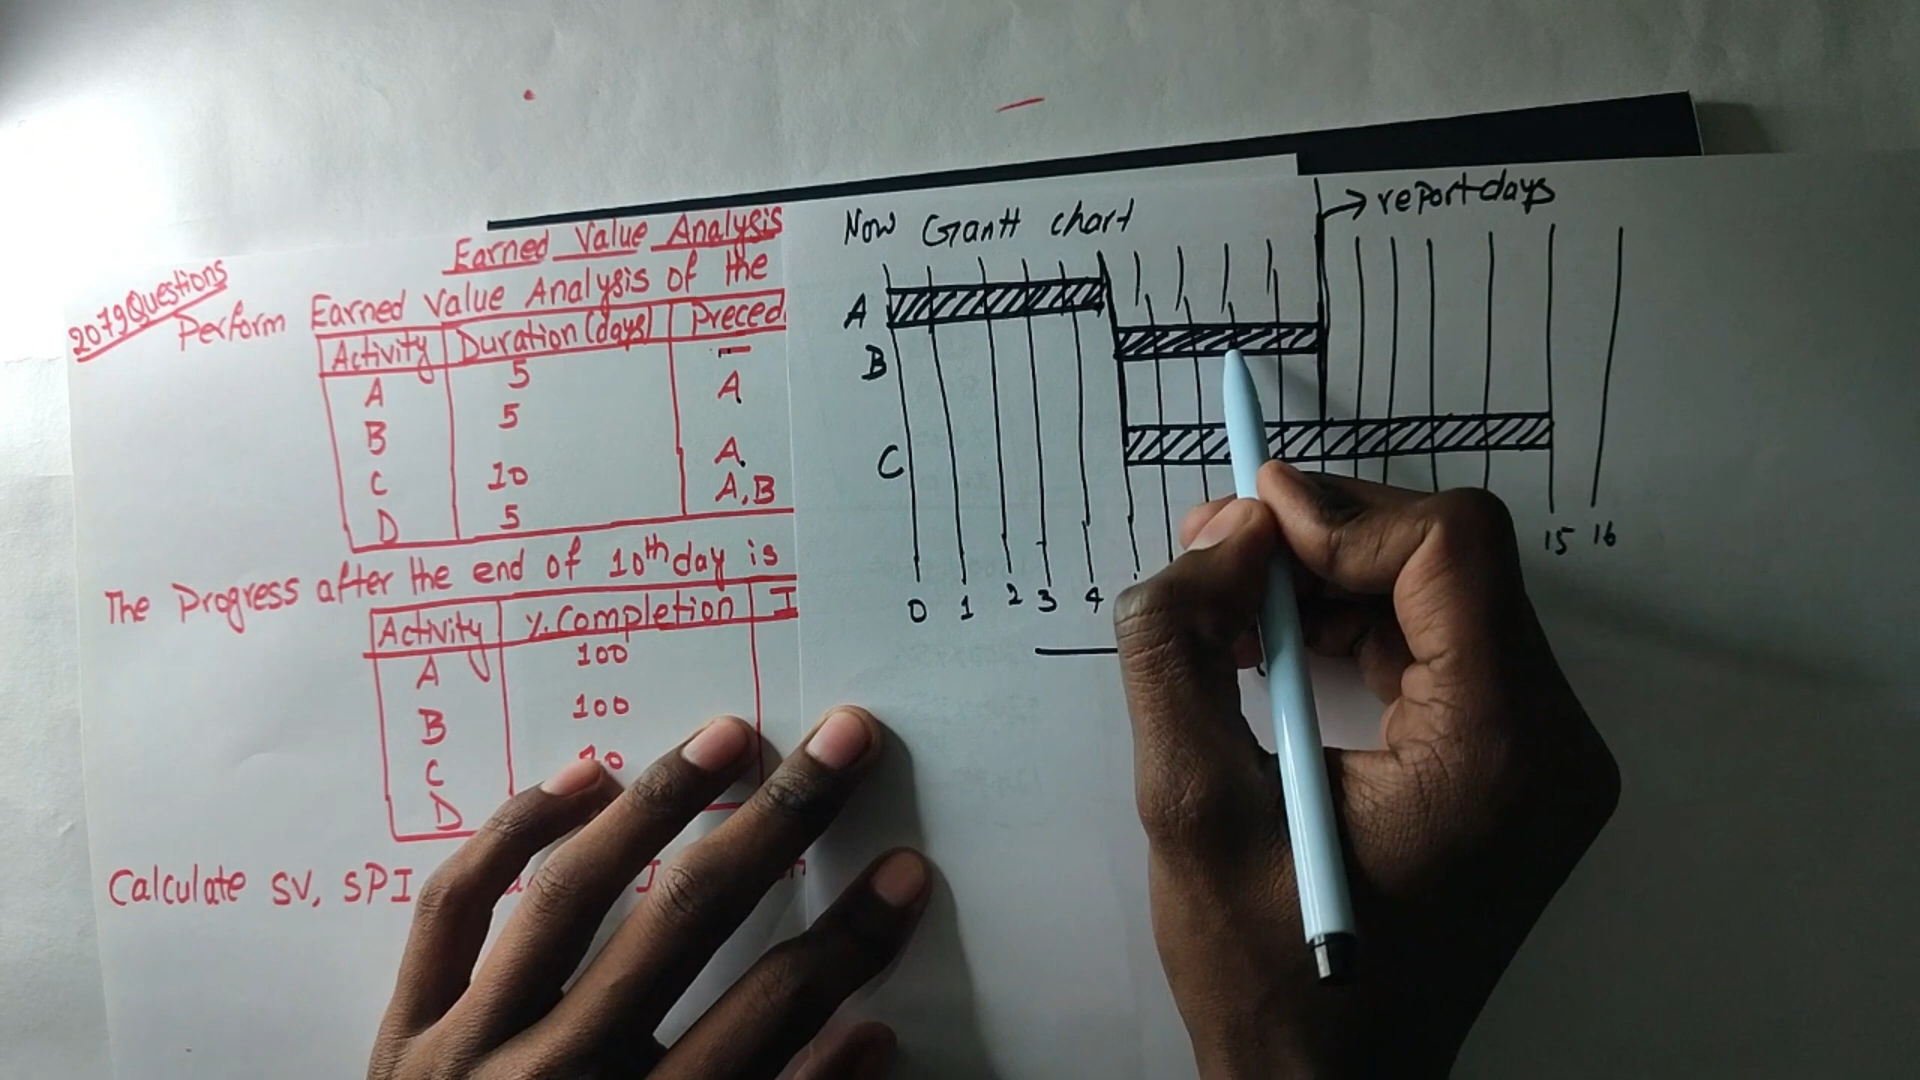 Earned Value Analysis
2079 Questions
Perform Earned Value Analysis of the
Activity Duration (days) Preced
A 5 —
B 5 A
C 10 A
D 5 A,B
The Progress after the end of 10th day is
Activity %. Completion I
A 100
B 100
C
D
Calculate SV, SPI
Now Gantt chart
→ report days
A
B
C
0 1 2 3 4 15 16